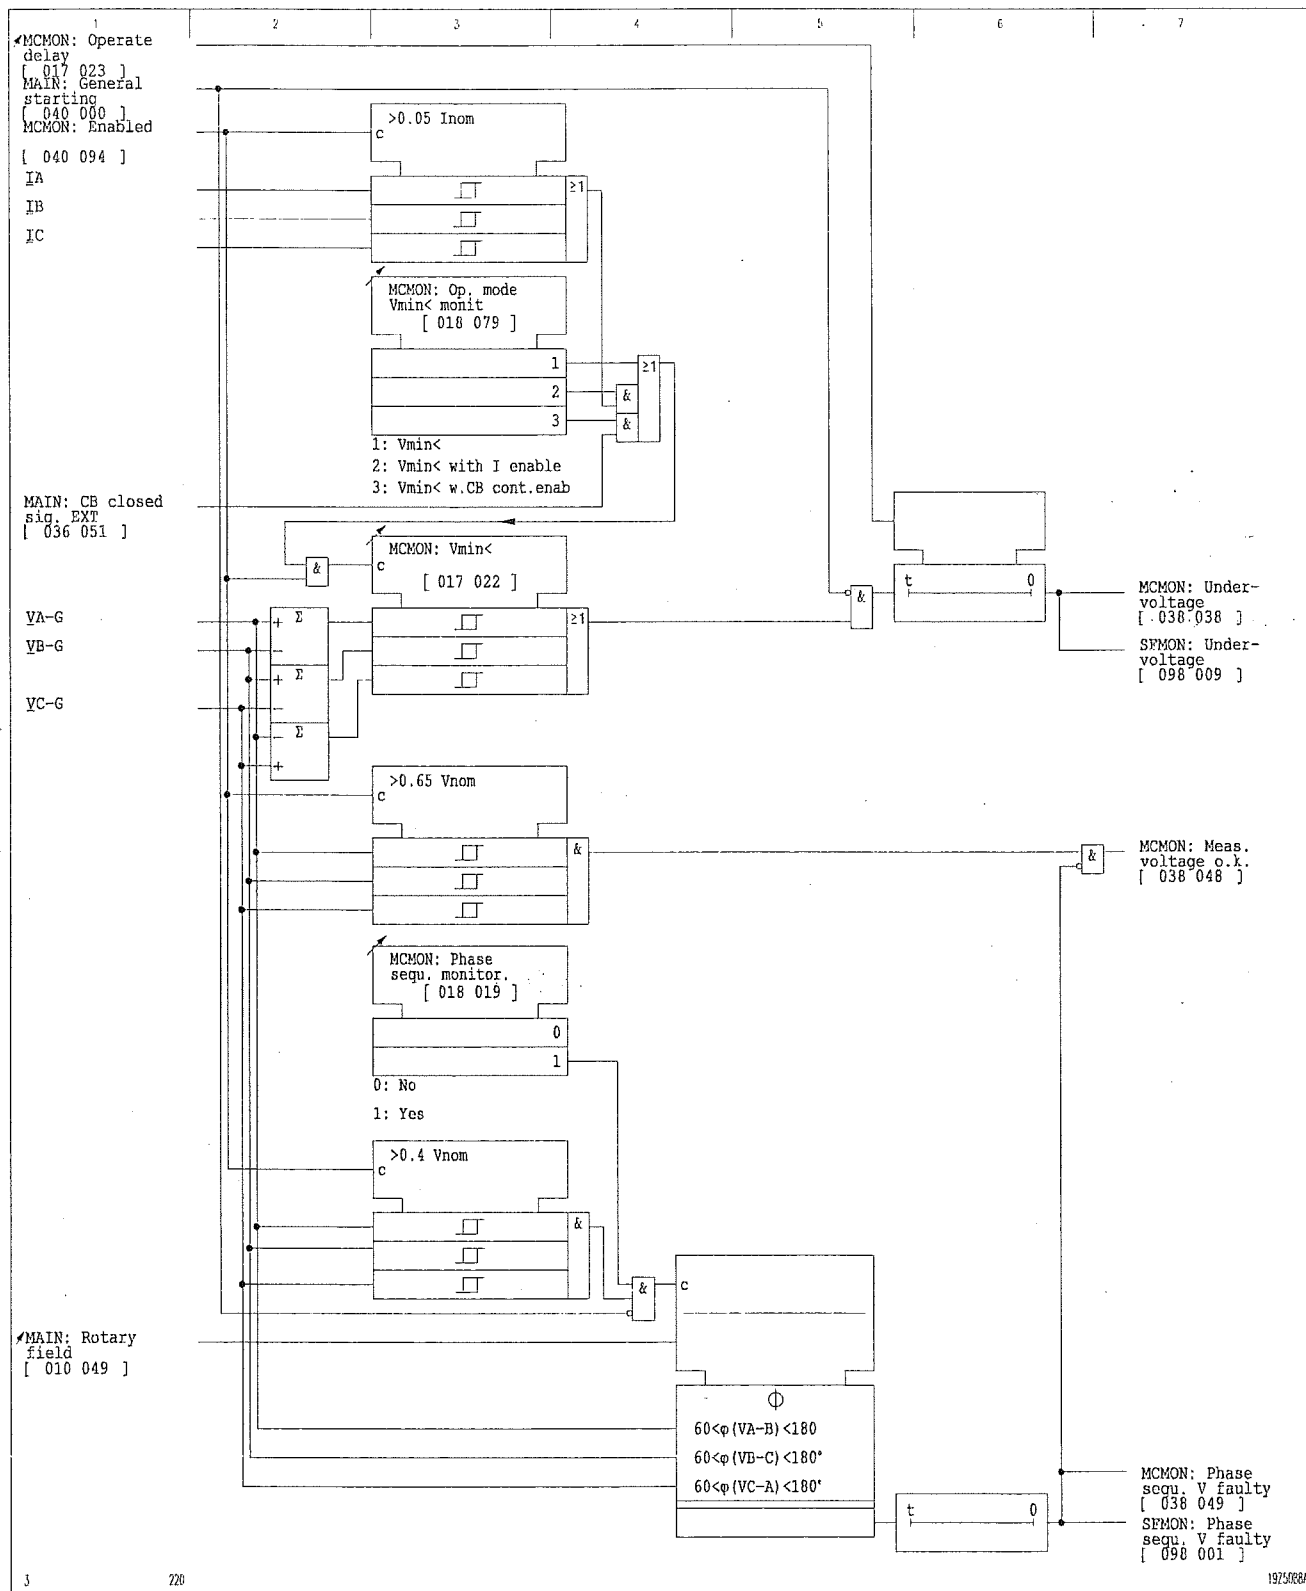 1 2 3 4 5 6 7
MCMON: Operate
delay
[ 017 023 ]
MAIN: General
starting
[ 040 000 ]
MCMON: Enabled
[ 040 094 ]
IA
IB
IC
>0.05 Inom
c
≥1
MCMON: Op. mode
Vmin< monit
[ 018 079 ]
1
2
3
≥1
&
&
1: Vmin<
2: Vmin< with I enable
3: Vmin< w.CB cont.enab
MAIN: CB closed
sig. EXT
[ 036 051 ]
&
MCMON: Vmin<
c
[ 017 022 ]
≥1
VA-G
VB-G
VC-G
+ Σ
−
+ Σ
−
− Σ
+
&
t 0
MCMON: Under-
voltage
[ 038 038 ]
SFMON: Under-
voltage
[ 098 009 ]
>0.65 Vnom
c
&
&
MCMON: Meas.
voltage o.k.
[ 038 048 ]
MCMON: Phase
sequ. monitor.
[ 018 019 ]
0
1
0: No
1: Yes
>0.4 Vnom
c
&
&
c
MAIN: Rotary
field
[ 010 049 ]
Φ
60<φ(VA-B)<180
60<φ(VB-C)<180°
60<φ(VC-A)<180°
t 0
MCMON: Phase
sequ. V faulty
[ 038 049 ]
SFMON: Phase
sequ. V faulty
[ 098 001 ]
3 220